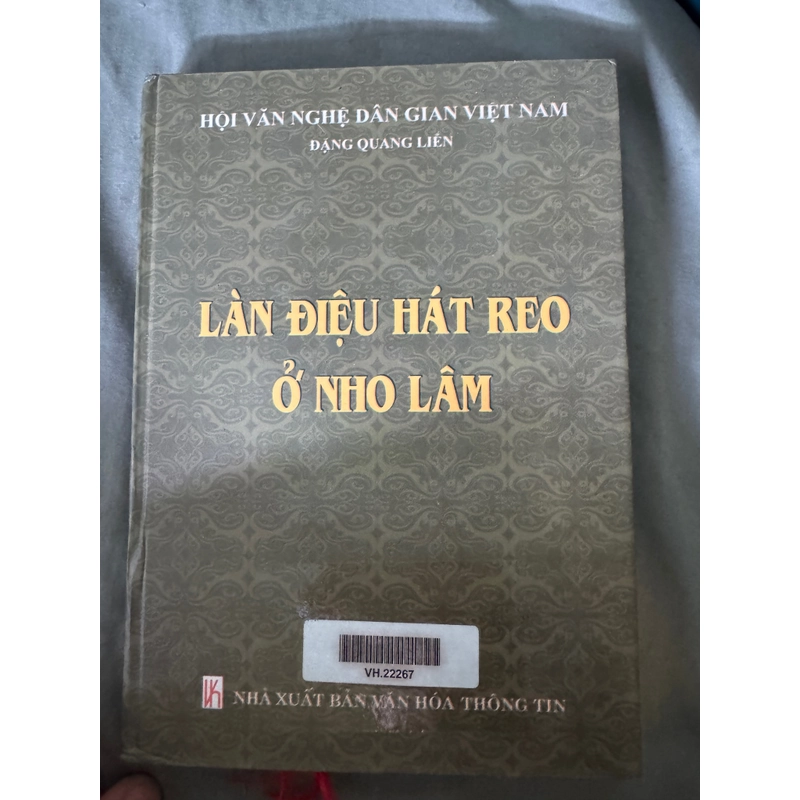 HỘI VĂN NGHỆ DÂN GIAN VIỆT NAM
ĐẶNG QUANG LIỄN
LÀN ĐIỆU HÁT REO
Ở NHO LÂM
VH.22267
NHÀ XUẤT BẢN VĂN HÓA THÔNG TIN